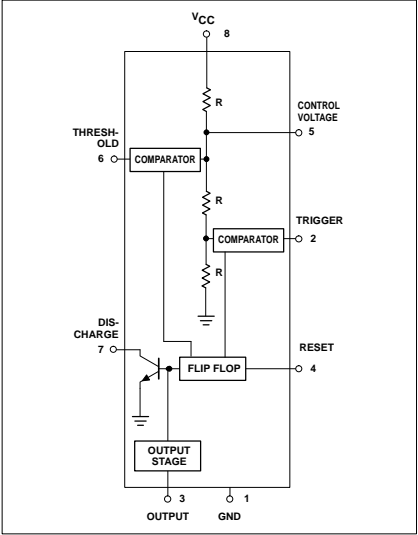 VCC
8
R
CONTROL
VOLTAGE
5
THRESH-
OLD
6
COMPARATOR
R
TRIGGER
COMPARATOR
2
R
DIS-
CHARGE
7
RESET
FLIP FLOP
4
OUTPUT
STAGE
3
1
OUTPUT
GND